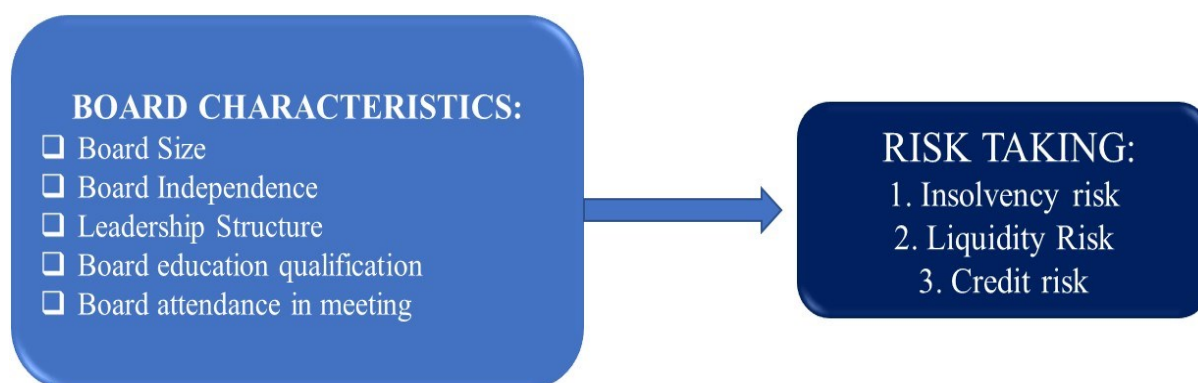 BOARD CHARACTERISTICS:
❑ Board Size
❑ Board Independence
❑ Leadership Structure
❑ Board education qualification
❑ Board attendance in meeting
RISK TAKING:
1. Insolvency risk
2. Liquidity Risk
3. Credit risk